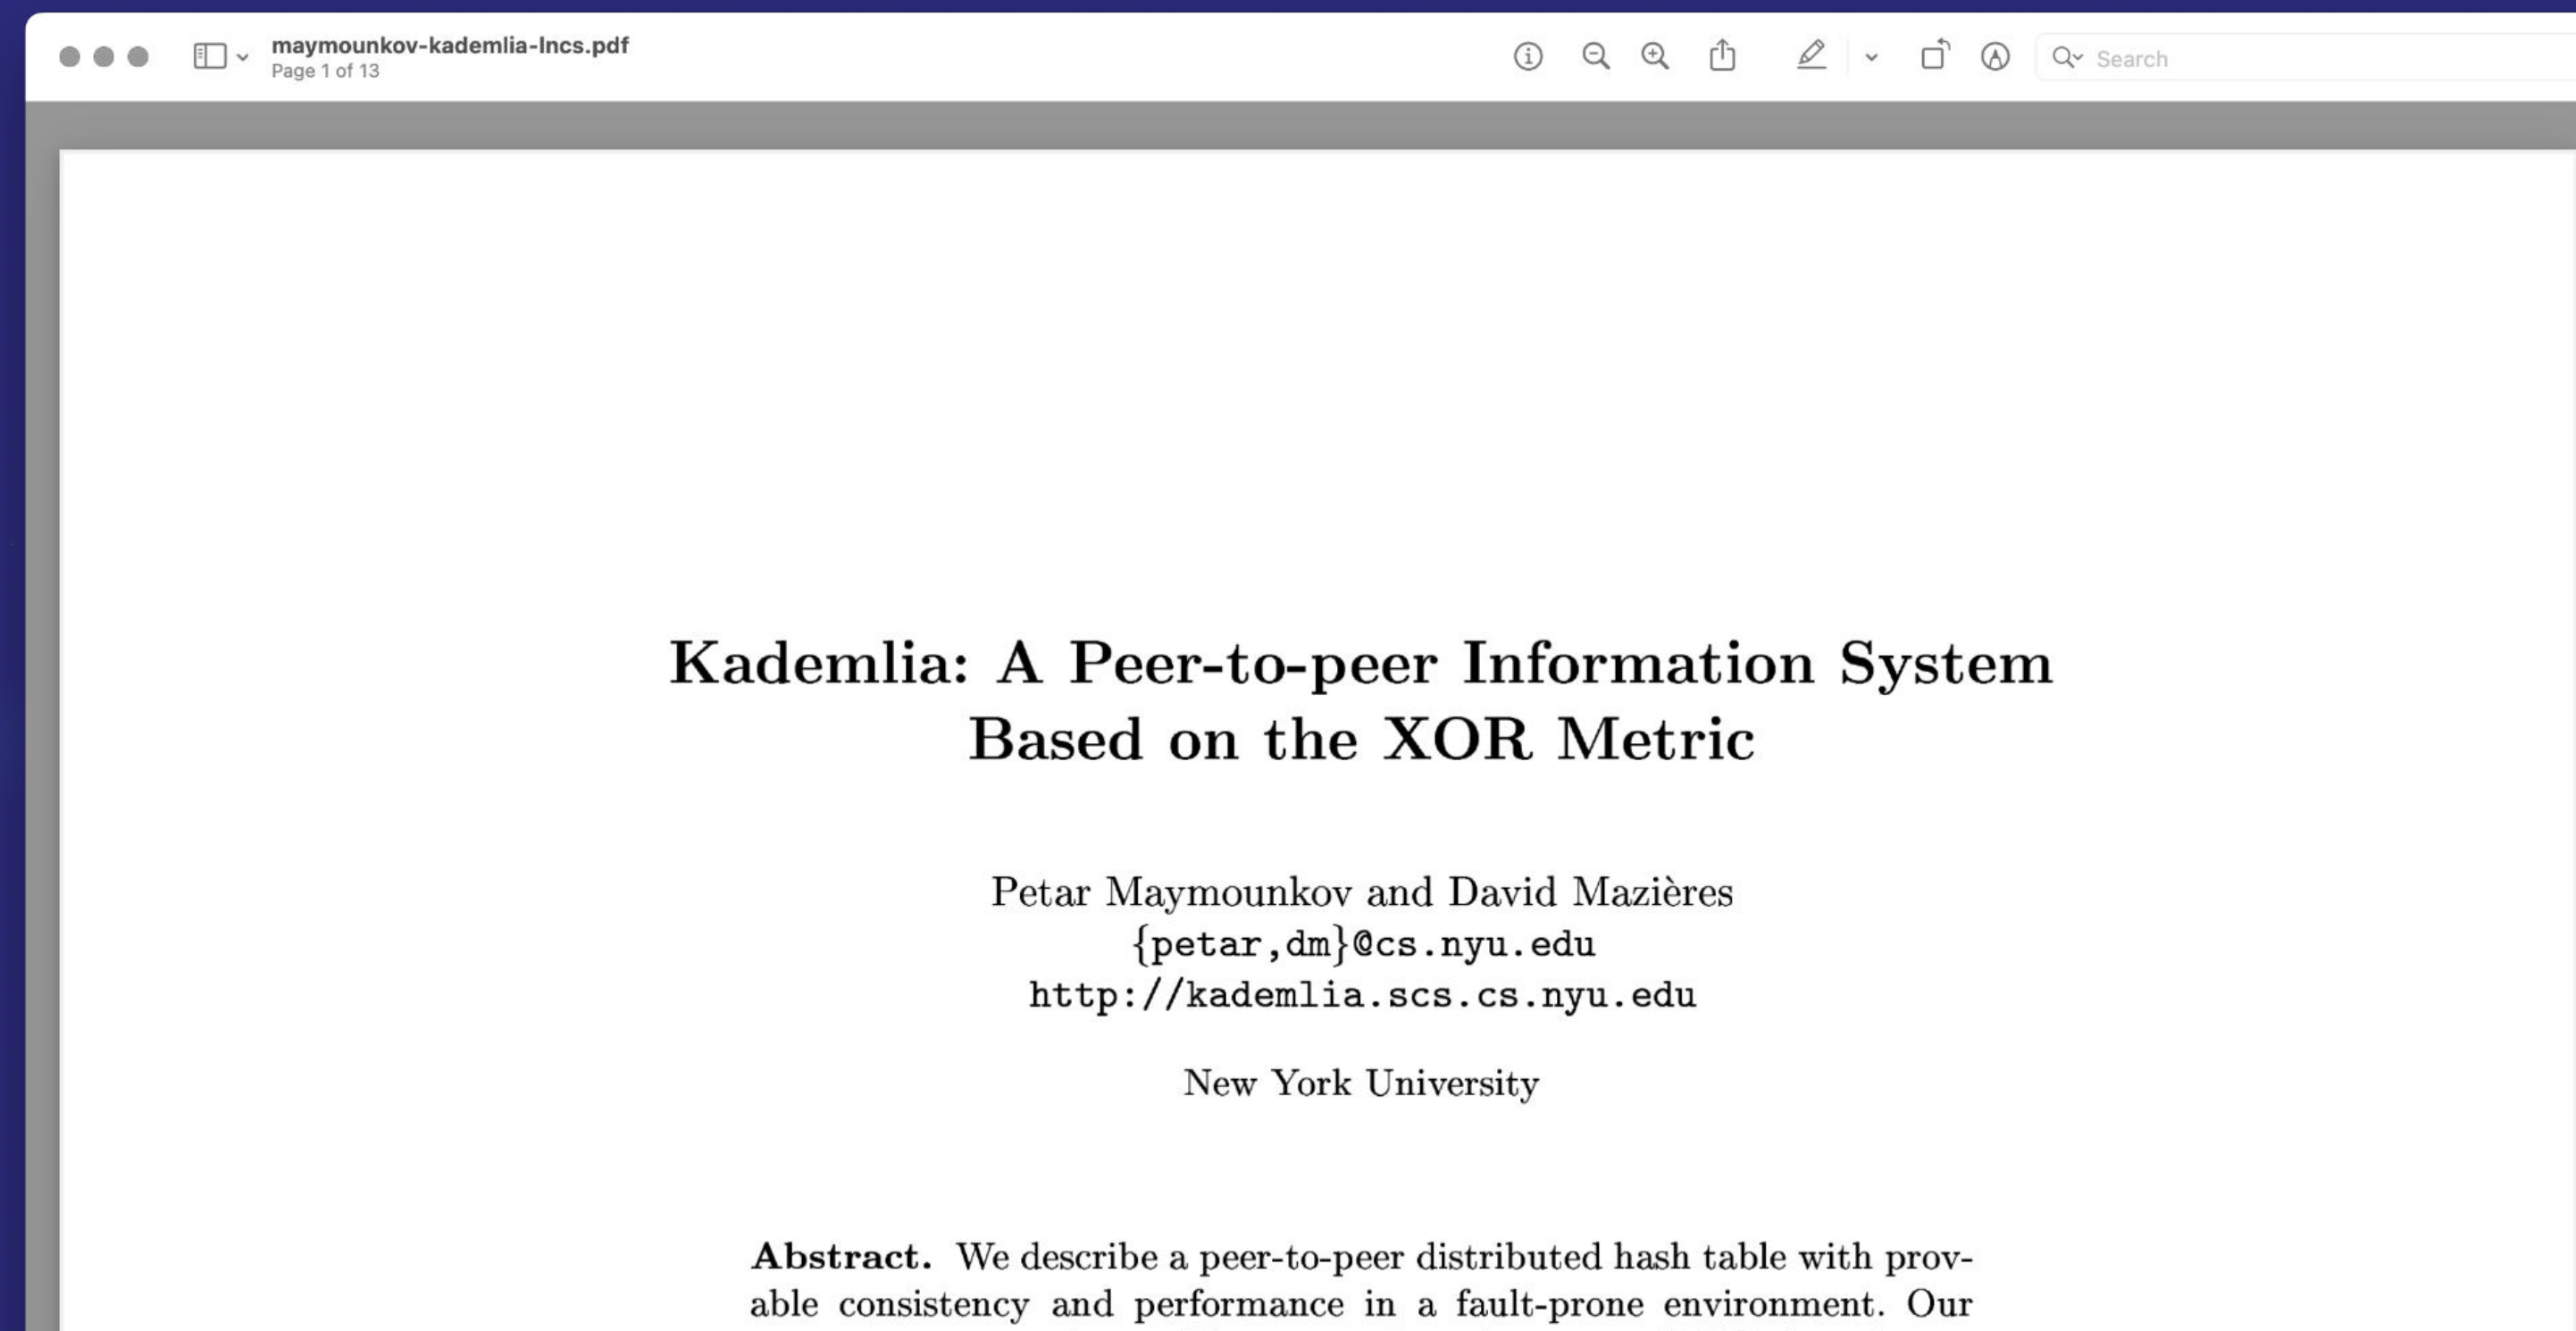 maymounkov-kademlia-lncs.pdf
Page 1 of 13
Search
Kademlia: A Peer-to-peer Information System
Based on the XOR Metric
Petar Maymounkov and David Mazières
{petar,dm}@cs.nyu.edu
http://kademlia.scs.cs.nyu.edu
New York University
Abstract. We describe a peer-to-peer distributed hash table with prov-
able consistency and performance in a fault-prone environment. Our